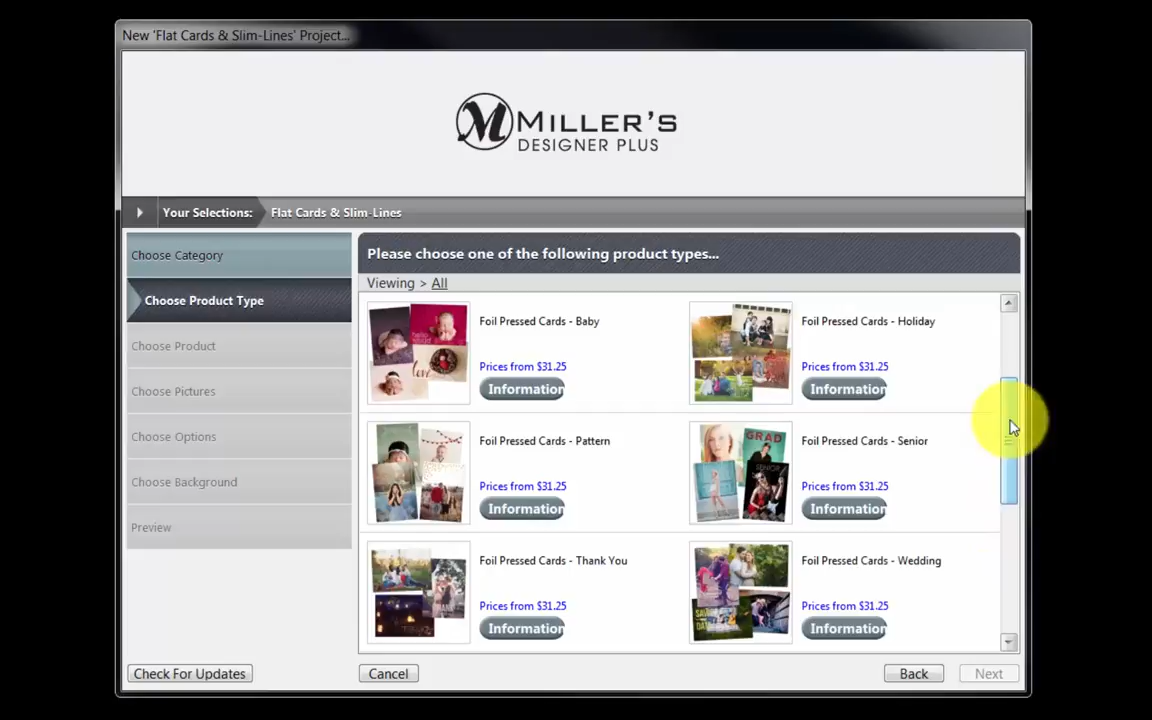 New 'Flat Cards & Slim-Lines' Project...
M MILLER'S
DESIGNER PLUS
Your Selections: Flat Cards & Slim-Lines
Choose Category
Choose Product Type
Choose Product
Choose Pictures
Choose Options
Choose Background
Preview
Please choose one of the following product types...
Viewing > All
Foil Pressed Cards - Baby
Prices from $31.25
Information
Foil Pressed Cards - Holiday
Prices from $31.25
Information
Foil Pressed Cards - Pattern
Prices from $31.25
Information
GRAD
Foil Pressed Cards - Senior
Prices from $31.25
Information
Foil Pressed Cards - Thank You
Prices from $31.25
Information
Foil Pressed Cards - Wedding
Prices from $31.25
Information
Check For Updates
Cancel
Back
Next